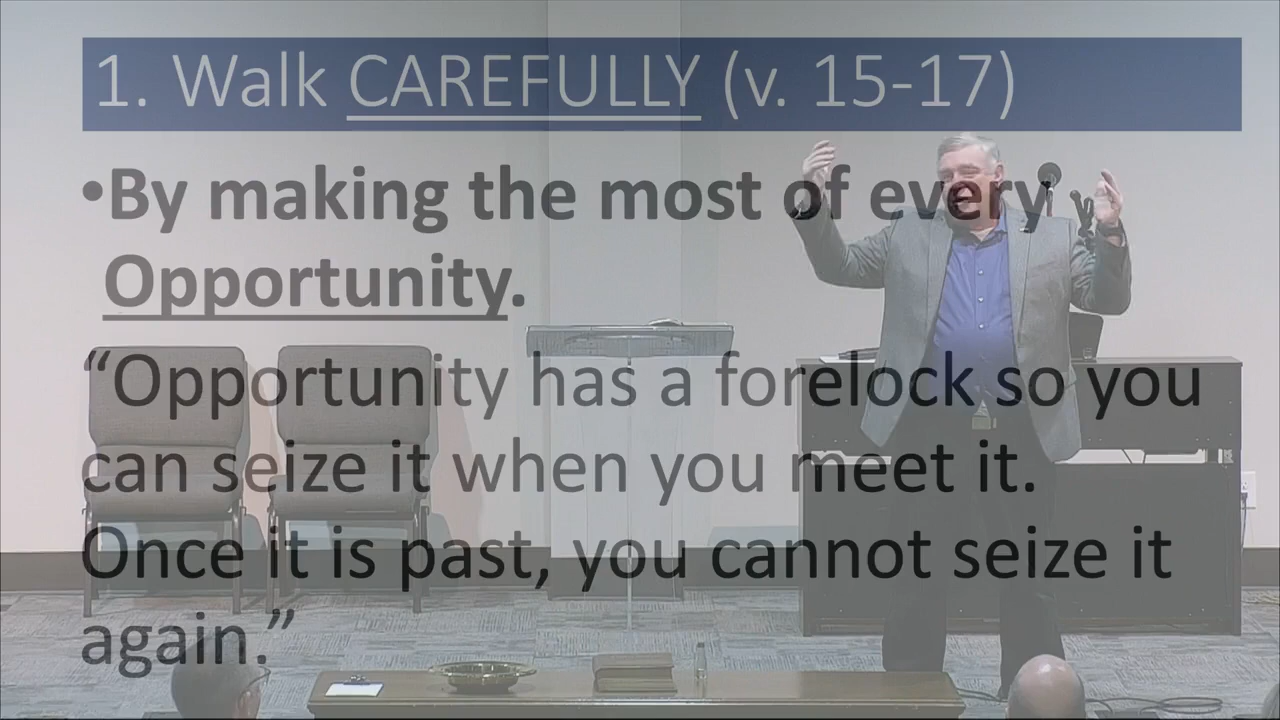 1. Walk CAREFULLY (v. 15-17)
•By making the most of every
Opportunity.
“Opportunity has a forelock so you
can seize it when you meet it.
Once it is past, you cannot seize it
again.”